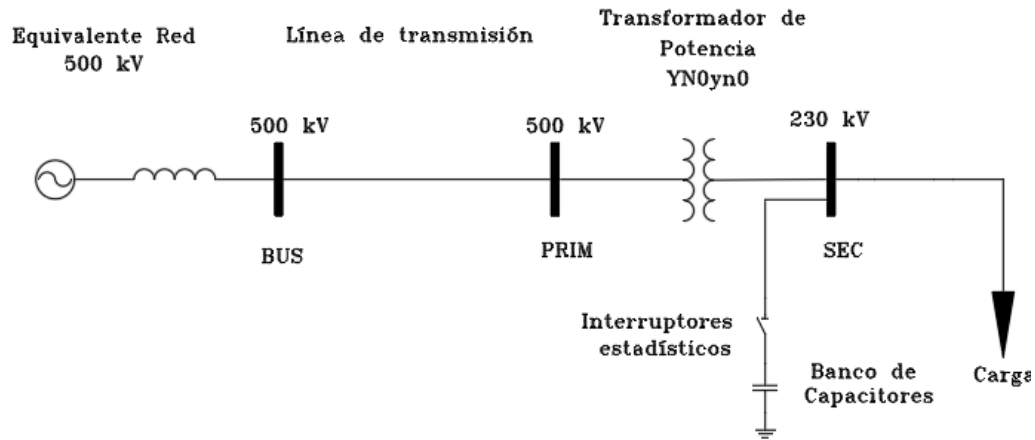 Equivalente Red
500 kV
Línea de transmisión
Transformador de
Potencia
YN0yn0
500 kV
500 kV
230 kV
BUS
PRIM
SEC
Interruptores
estadísticos
Banco de
Capacitores
Carga